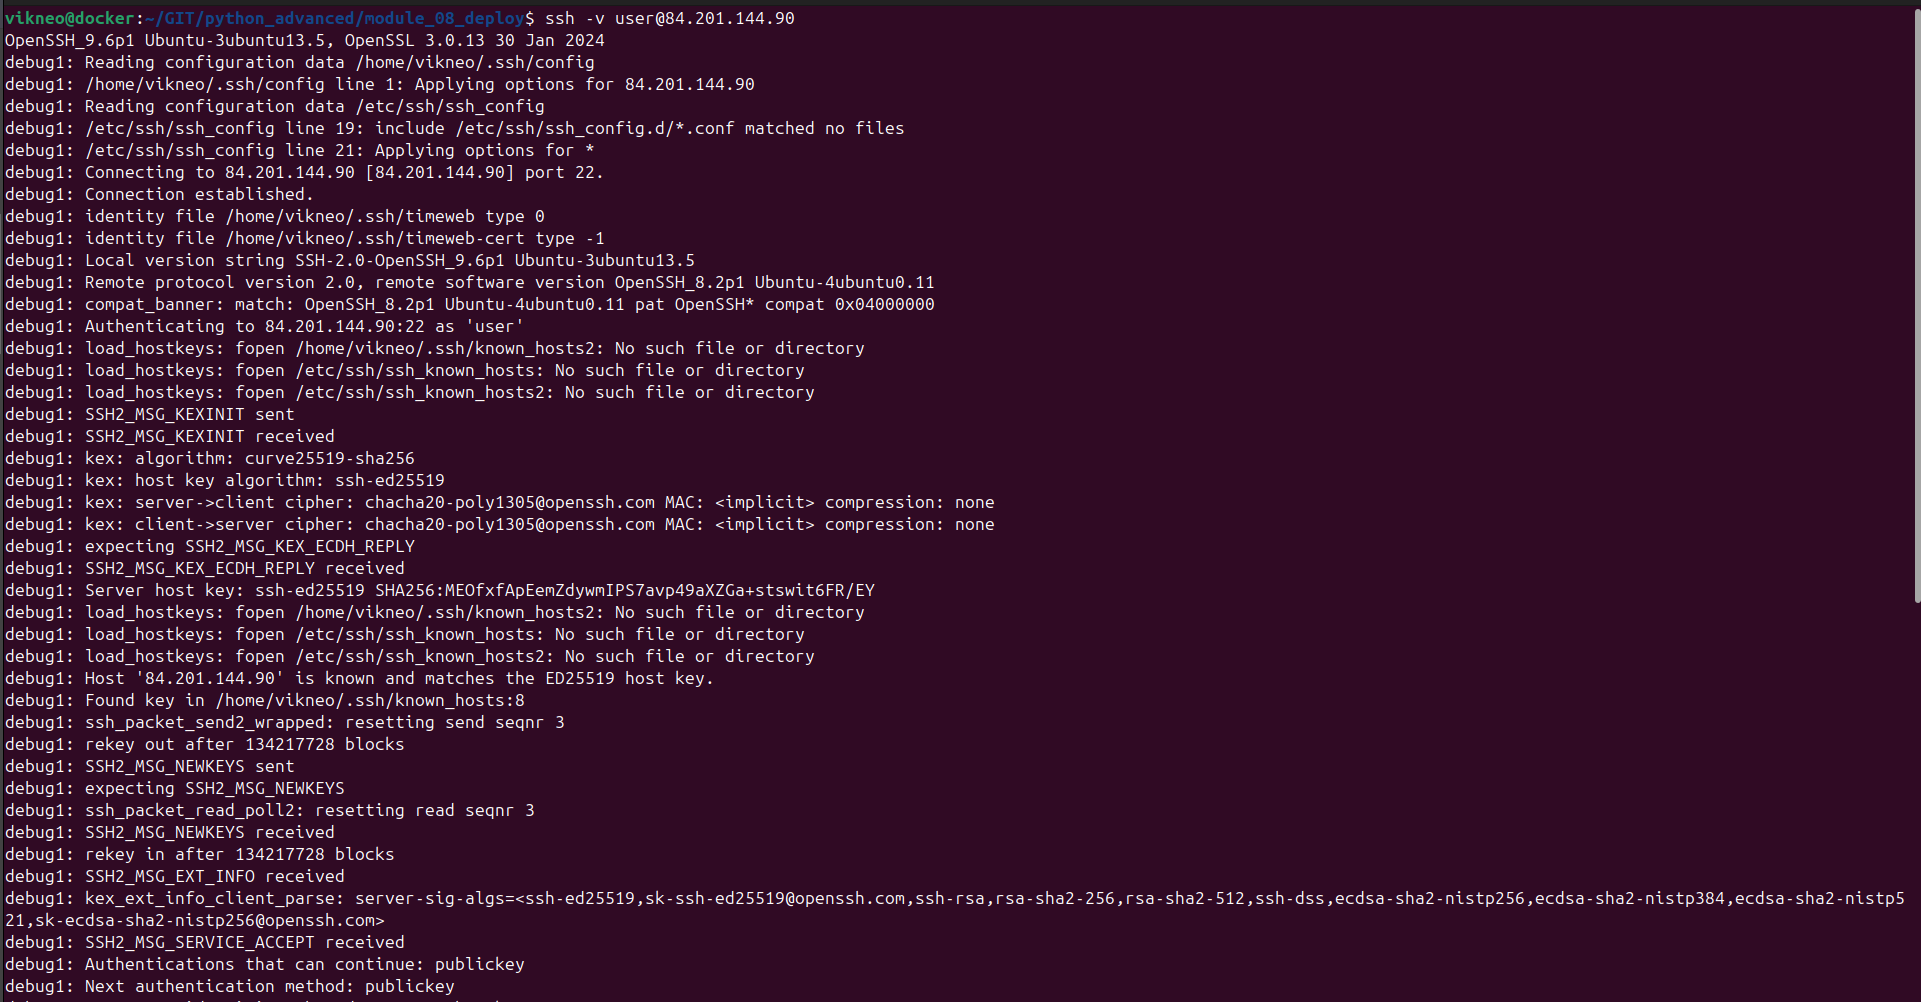 vikneo@docker:~/GIT/python_advanced/module_08_deploy$ ssh -v user@84.201.144.90
OpenSSH_9.6p1 Ubuntu-3ubuntu13.5, OpenSSL 3.0.13 30 Jan 2024
debug1: Reading configuration data /home/vikneo/.ssh/config
debug1: /home/vikneo/.ssh/config line 1: Applying options for 84.201.144.90
debug1: Reading configuration data /etc/ssh/ssh_config
debug1: /etc/ssh/ssh_config line 19: include /etc/ssh/ssh_config.d/*.conf matched no files
debug1: /etc/ssh/ssh_config line 21: Applying options for *
debug1: Connecting to 84.201.144.90 [84.201.144.90] port 22.
debug1: Connection established.
debug1: identity file /home/vikneo/.ssh/timeweb type 0
debug1: identity file /home/vikneo/.ssh/timeweb-cert type -1
debug1: Local version string SSH-2.0-OpenSSH_9.6p1 Ubuntu-3ubuntu13.5
debug1: Remote protocol version 2.0, remote software version OpenSSH_8.2p1 Ubuntu-4ubuntu0.11
debug1: compat_banner: match: OpenSSH_8.2p1 Ubuntu-4ubuntu0.11 pat OpenSSH* compat 0x04000000
debug1: Authenticating to 84.201.144.90:22 as 'user'
debug1: load_hostkeys: fopen /home/vikneo/.ssh/known_hosts2: No such file or directory
debug1: load_hostkeys: fopen /etc/ssh/ssh_known_hosts: No such file or directory
debug1: load_hostkeys: fopen /etc/ssh/ssh_known_hosts2: No such file or directory
debug1: SSH2_MSG_KEXINIT sent
debug1: SSH2_MSG_KEXINIT received
debug1: kex: algorithm: curve25519-sha256
debug1: kex: host key algorithm: ssh-ed25519
debug1: kex: server->client cipher: chacha20-poly1305@openssh.com MAC: <implicit> compression: none
debug1: kex: client->server cipher: chacha20-poly1305@openssh.com MAC: <implicit> compression: none
debug1: expecting SSH2_MSG_KEX_ECDH_REPLY
debug1: SSH2_MSG_KEX_ECDH_REPLY received
debug1: Server host key: ssh-ed25519 SHA256:MEOfxfApEemZdywmIPS7avp49aXZGa+stswit6FR/EY
debug1: load_hostkeys: fopen /home/vikneo/.ssh/known_hosts2: No such file or directory
debug1: load_hostkeys: fopen /etc/ssh/ssh_known_hosts: No such file or directory
debug1: load_hostkeys: fopen /etc/ssh/ssh_known_hosts2: No such file or directory
debug1: Host '84.201.144.90' is known and matches the ED25519 host key.
debug1: Found key in /home/vikneo/.ssh/known_hosts:8
debug1: ssh_packet_send2_wrapped: resetting send seqnr 3
debug1: rekey out after 134217728 blocks
debug1: SSH2_MSG_NEWKEYS sent
debug1: expecting SSH2_MSG_NEWKEYS
debug1: ssh_packet_read_poll2: resetting read seqnr 3
debug1: SSH2_MSG_NEWKEYS received
debug1: rekey in after 134217728 blocks
debug1: SSH2_MSG_EXT_INFO received
debug1: kex_ext_info_client_parse: server-sig-algs=<ssh-ed25519,sk-ssh-ed25519@openssh.com,ssh-rsa,rsa-sha2-256,rsa-sha2-512,ssh-dss,ecdsa-sha2-nistp256,ecdsa-sha2-nistp384,ecdsa-sha2-nistp5
21,sk-ecdsa-sha2-nistp256@openssh.com>
debug1: SSH2_MSG_SERVICE_ACCEPT received
debug1: Authentications that can continue: publickey
debug1: Next authentication method: publickey